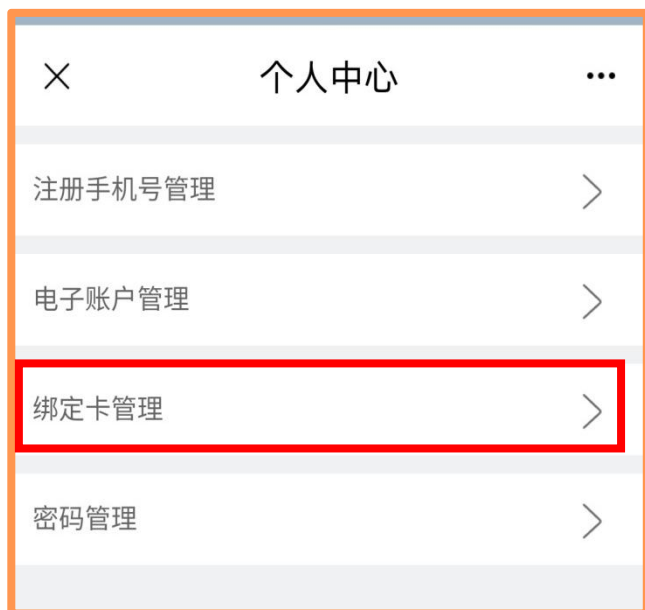 个人中心
注册手机号管理
电子账户管理
绑定卡管理
密码管理